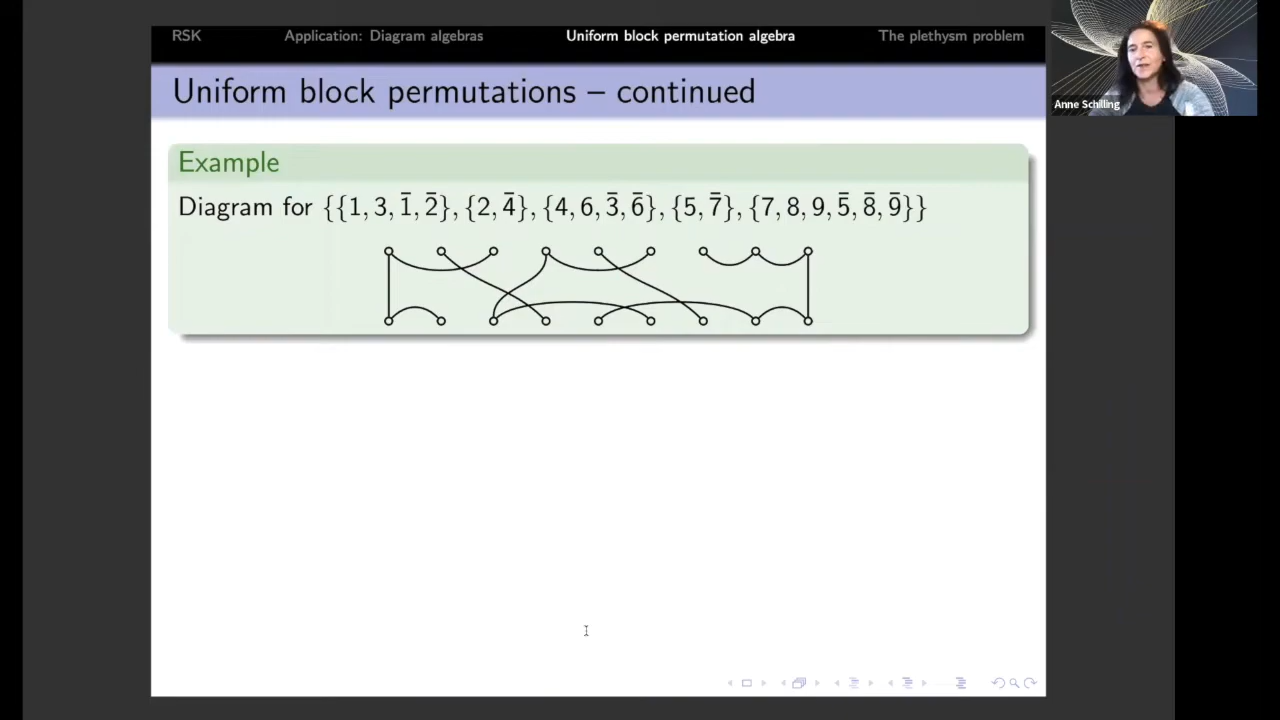 RSK Application: Diagram algebras Uniform block permutation algebra The plethysm problem
Uniform block permutations – continued
Anne Schilling
Example
Diagram for {{1, 3, 1̄, 2̄}, {2, 4̄}, {4, 6, 3̄, 6̄}, {5, 7̄}, {7, 8, 9, 5̄, 8̄, 9̄}}